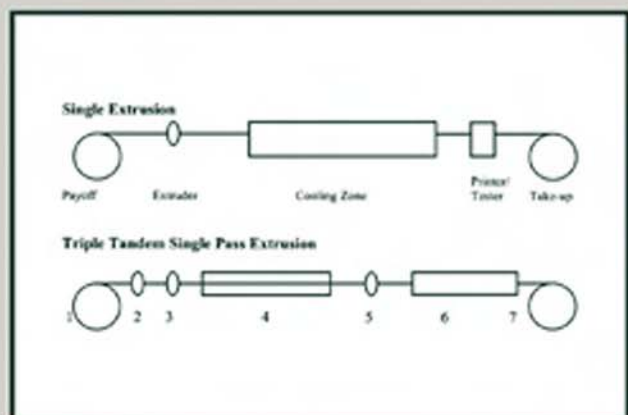 Single Extrusion
Payoff Extruder Cooling Zone Printer/ Tester Take-up
Triple Tandem Single Pass Extrusion
1 2 3 4 5 6 7